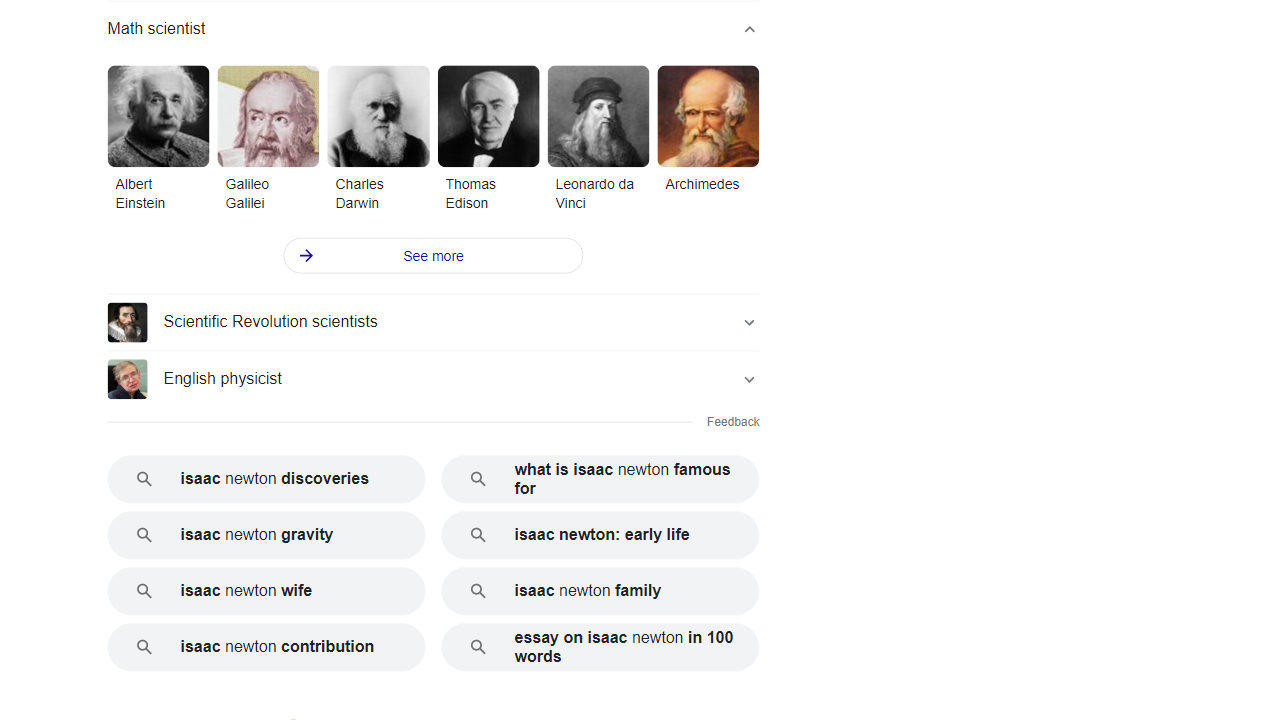 Math scientist
Albert
Einstein
Galileo
Galilei
Charles
Darwin
Thomas
Edison
Leonardo da
Vinci
Archimedes
See more
Scientific Revolution scientists
English physicist
Feedback
isaac newton discoveries
what is isaac newton famous
for
isaac newton gravity
isaac newton: early life
isaac newton wife
isaac newton family
isaac newton contribution
essay on isaac newton in 100
words